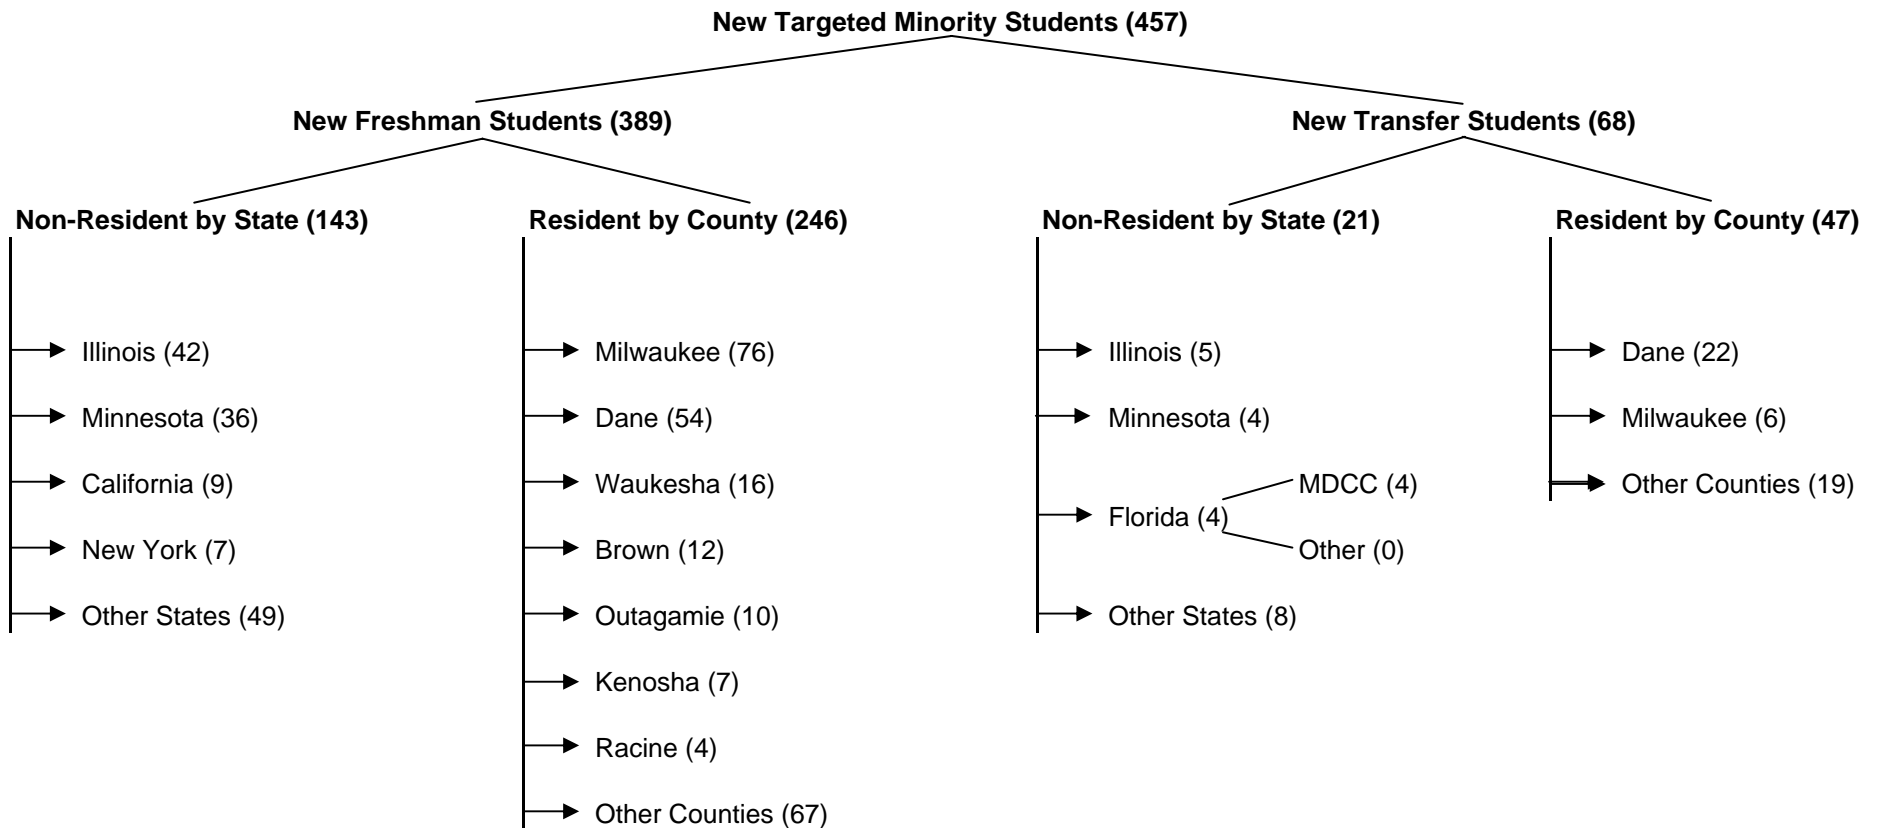 New Targeted Minority Students (457)
New Freshman Students (389)
New Transfer Students (68)
Non-Resident by State (143)
Resident by County (246)
Non-Resident by State (21)
Resident by County (47)
Illinois (42)
Minnesota (36)
California (9)
New York (7)
Other States (49)
Milwaukee (76)
Dane (54)
Waukesha (16)
Brown (12)
Outagamie (10)
Kenosha (7)
Racine (4)
Other Counties (67)
Illinois (5)
Minnesota (4)
Florida (4)
MDCC (4)
Other (0)
Other States (8)
Dane (22)
Milwaukee (6)
Other Counties (19)